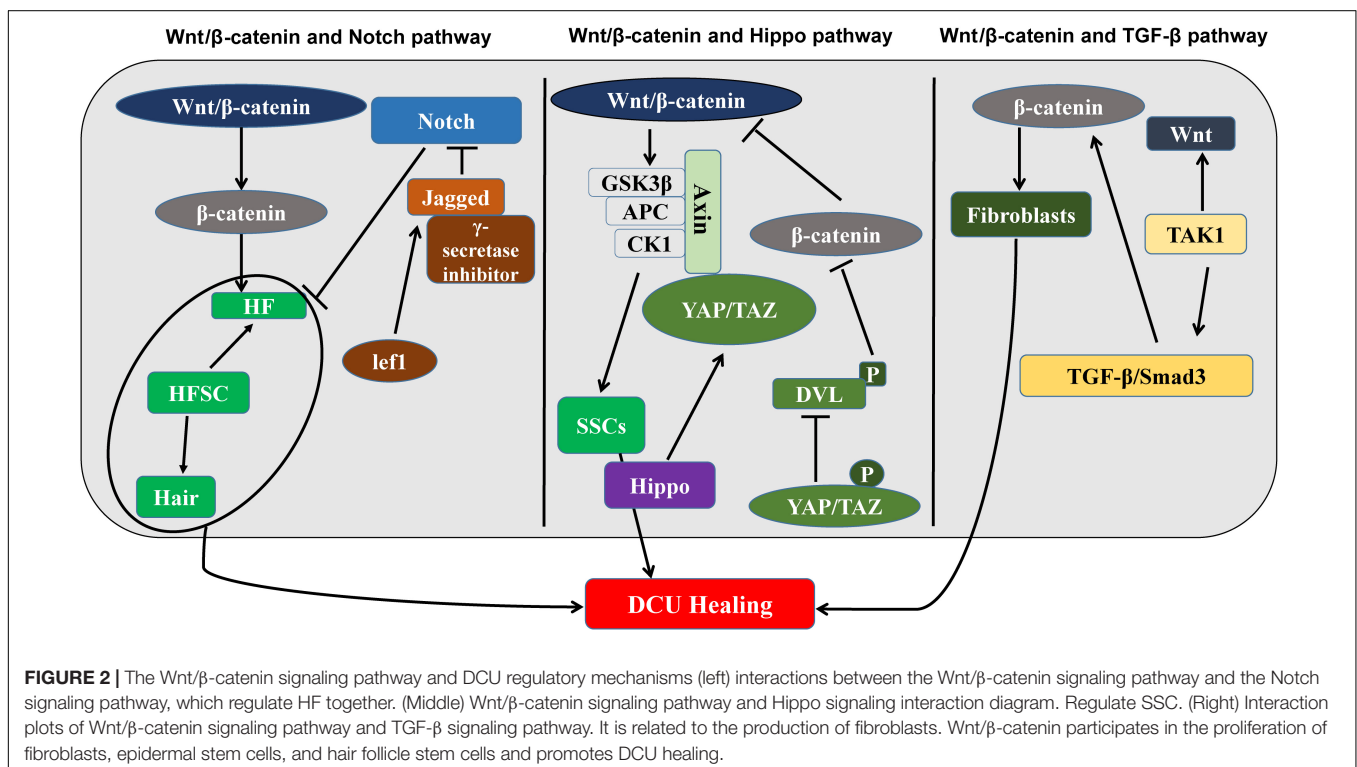 Wnt/β-catenin and Notch pathway
Wnt/β-catenin and Hippo pathway
Wnt/β-catenin and TGF-β pathway
Wnt/β-catenin
Notch
Jagged
γ-
secretase
inhibitor
β-catenin
HF
lef1
HFSC
Hair
Wnt/β-catenin
GSK3β
APC
CK1
Axin
β-catenin
YAP/TAZ
P
DVL
SSCs
Hippo
P
YAP/TAZ
β-catenin
Wnt
Fibroblasts
TAK1
TGF-β/Smad3
DCU Healing
FIGURE 2 | The Wnt/β-catenin signaling pathway and DCU regulatory mechanisms (left) interactions between the Wnt/β-catenin signaling pathway and the Notch
signaling pathway, which regulate HF together. (Middle) Wnt/β-catenin signaling pathway and Hippo signaling interaction diagram. Regulate SSC. (Right) Interaction
plots of Wnt/β-catenin signaling pathway and TGF-β signaling pathway. It is related to the production of fibroblasts. Wnt/β-catenin participates in the proliferation of
fibroblasts, epidermal stem cells, and hair follicle stem cells and promotes DCU healing.